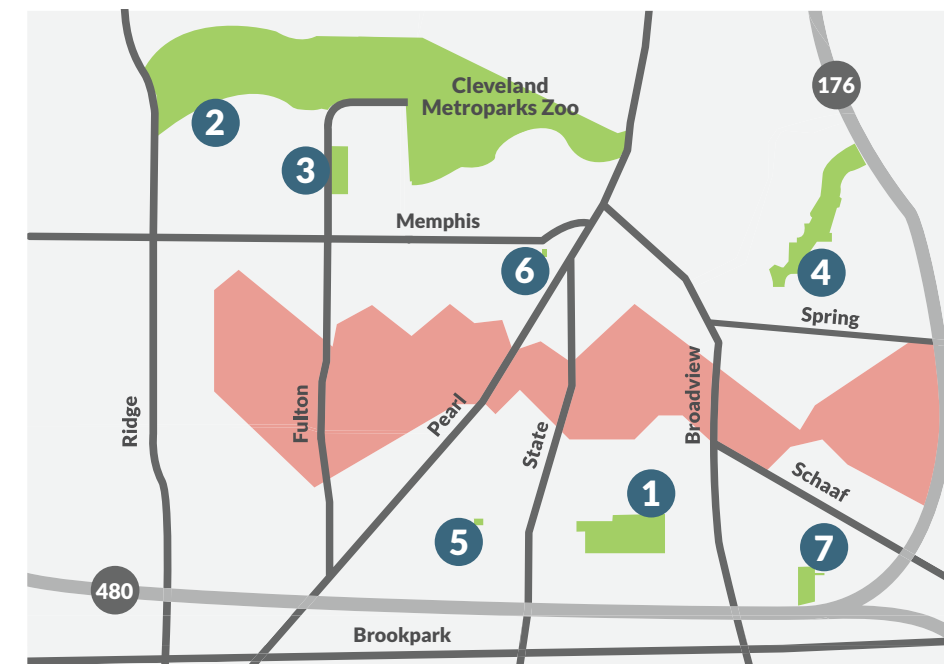 176
Cleveland
Metroparks Zoo
2
3
Memphis
6
4
Spring
Ridge
Fulton
Pearl
State
Broadview
Schaaf
1
5
7
480
Brookpark